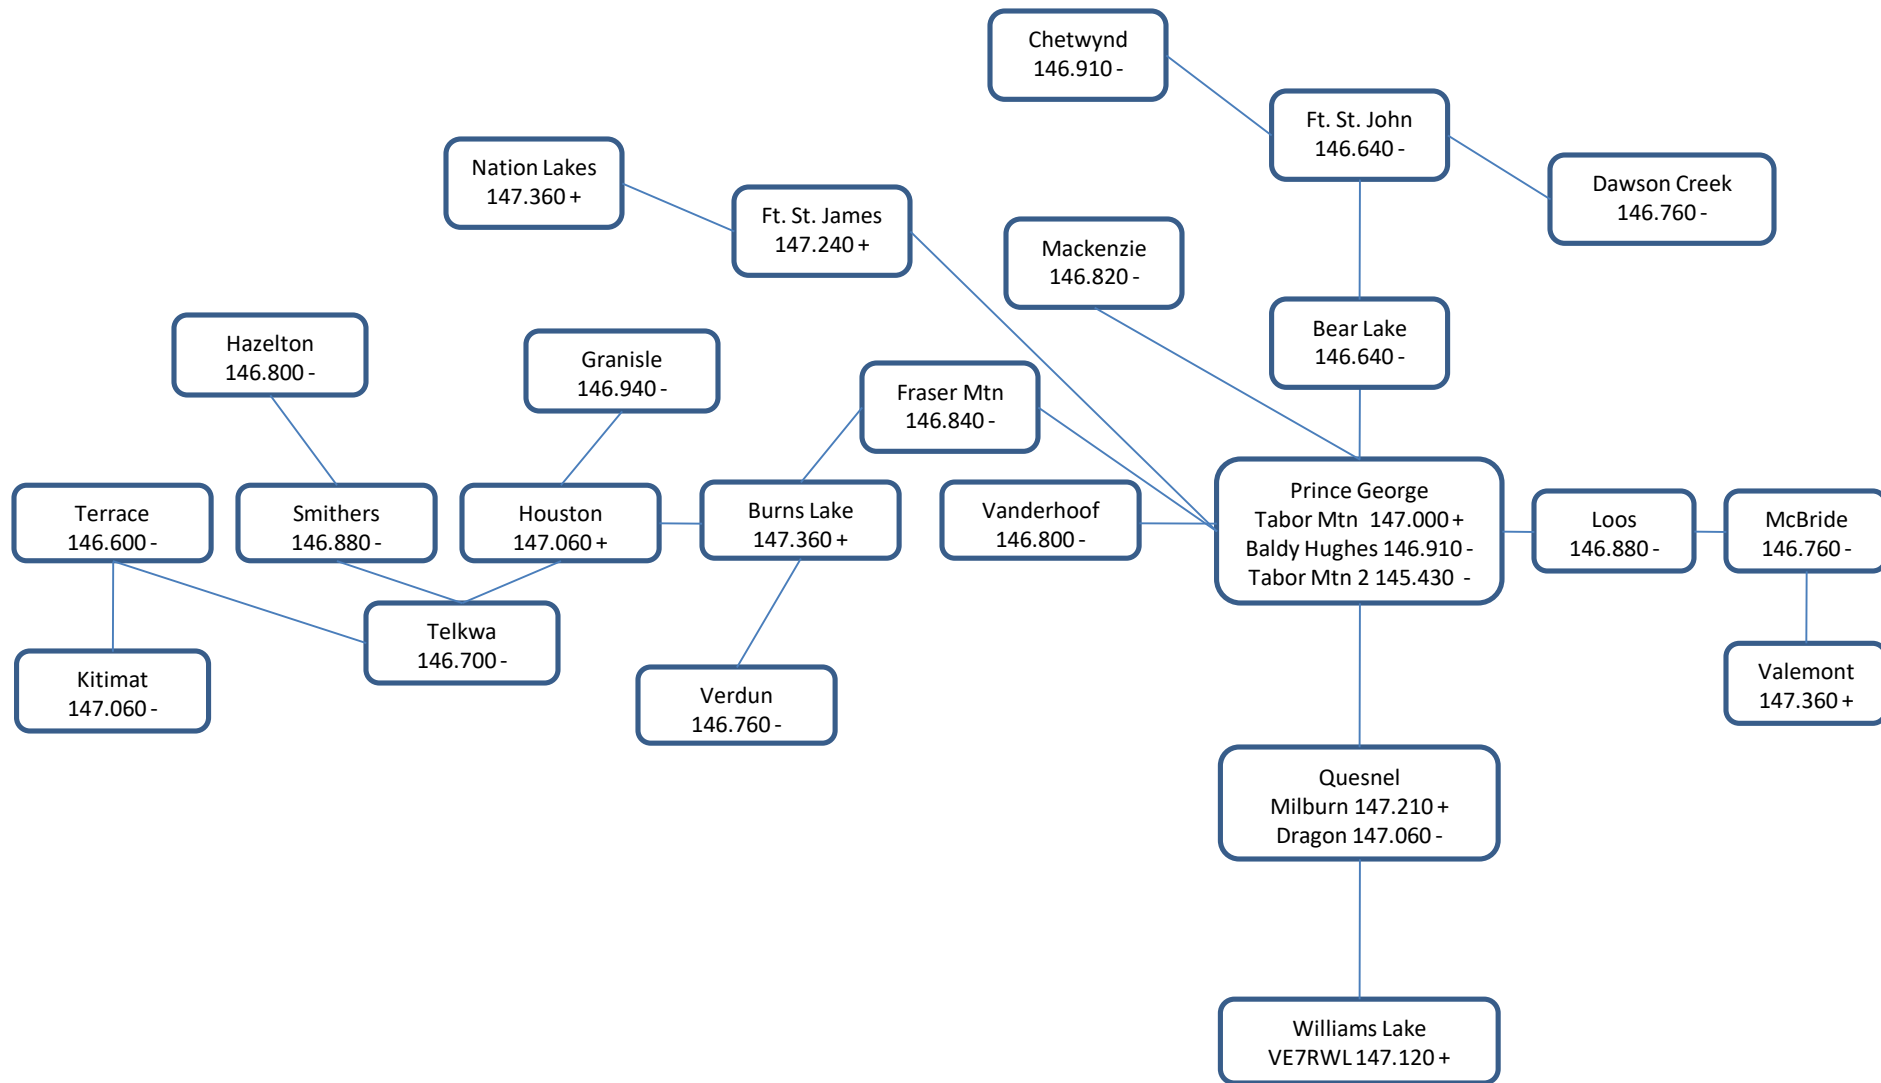 Chetwynd
146.910 -
Ft. St. John
146.640 -
Nation Lakes
147.360 +
Dawson Creek
146.760 -
Ft. St. James
147.240 +
Mackenzie
146.820 -
Bear Lake
146.640 -
Hazelton
146.800 -
Granisle
146.940 -
Fraser Mtn
146.840 -
Terrace
146.600 -
Smithers
146.880 -
Houston
147.060 +
Burns Lake
147.360 +
Vanderhoof
146.800 -
Prince George
Tabor Mtn 147.000 +
Baldy Hughes 146.910 -
Tabor Mtn 2 145.430 -
Loos
146.880 -
McBride
146.760 -
Telkwa
146.700 -
Kitimat
147.060 -
Verdun
146.760 -
Valemont
147.360 +
Quesnel
Milburn 147.210 +
Dragon 147.060 -
Williams Lake
VE7RWL 147.120 +